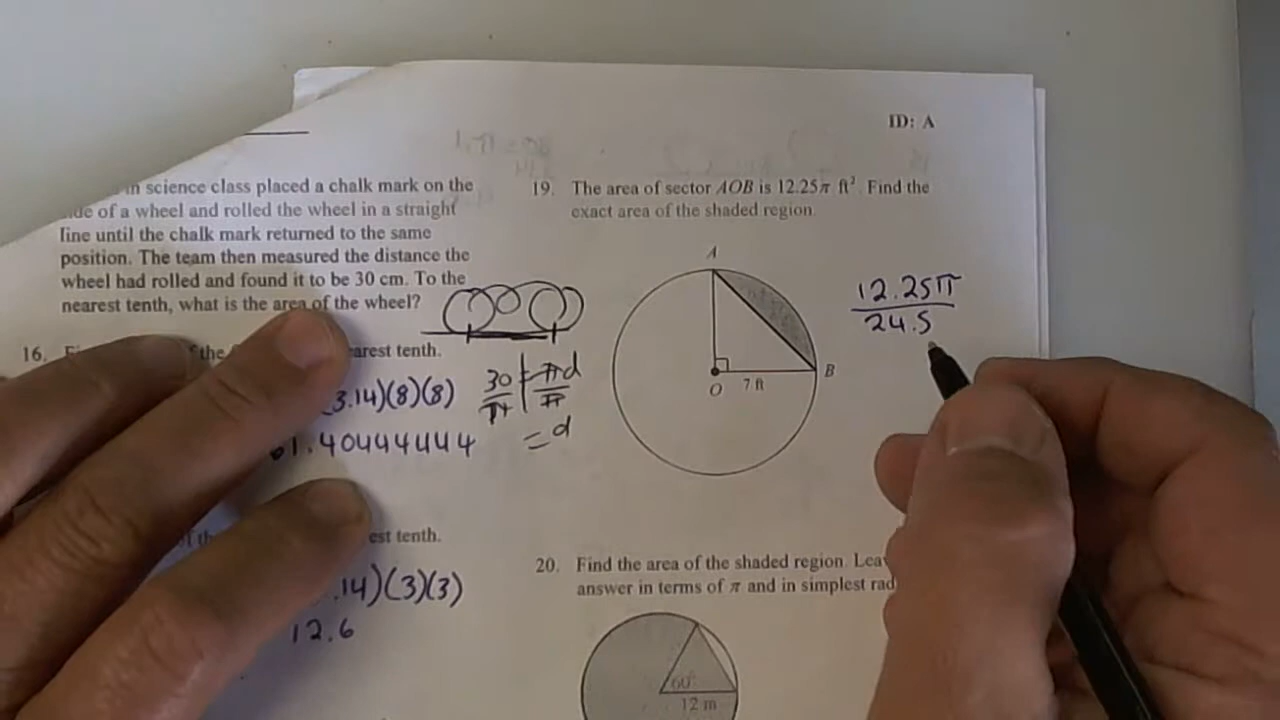 ID: A
in science class placed a chalk mark on the
of a wheel and rolled the wheel in a straight
line until the chalk mark returned to the same
position. The team then measured the distance the
wheel had rolled and found it to be 30 cm. To the
nearest tenth, what is the area of the wheel?
16.
the
earest tenth.
3.14)(8)(8)
1.40444444
30 πd
π π
= d
of th
est tenth.
.14)(3)(3)
12.6
19. The area of sector AOB is 12.25π ft². Find the
exact area of the shaded region.
A
B
O
7 ft
12.25π
24.5
20. Find the area of the shaded region. Lea
answer in terms of π and in simplest rad
60°
12 m